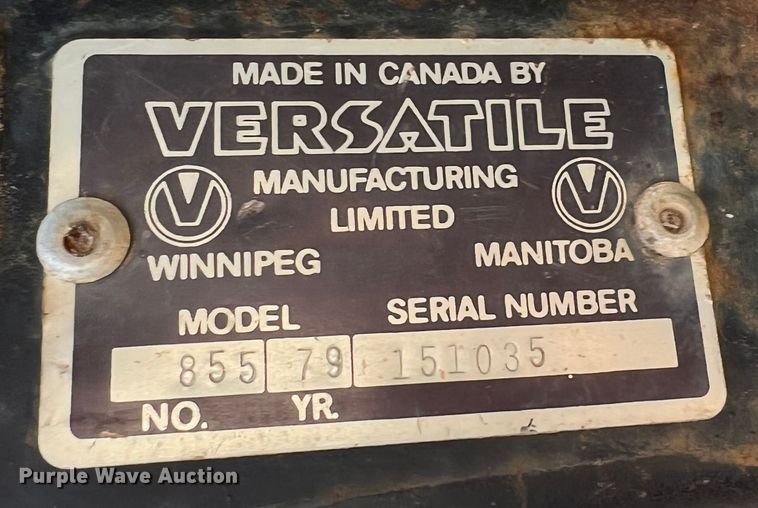 MADE IN CANADA BY
VERSATILE
MANUFACTURING
LIMITED
WINNIPEG MANITOBA
MODEL SERIAL NUMBER
855 79 151035
NO. YR.
Purple Wave Auction